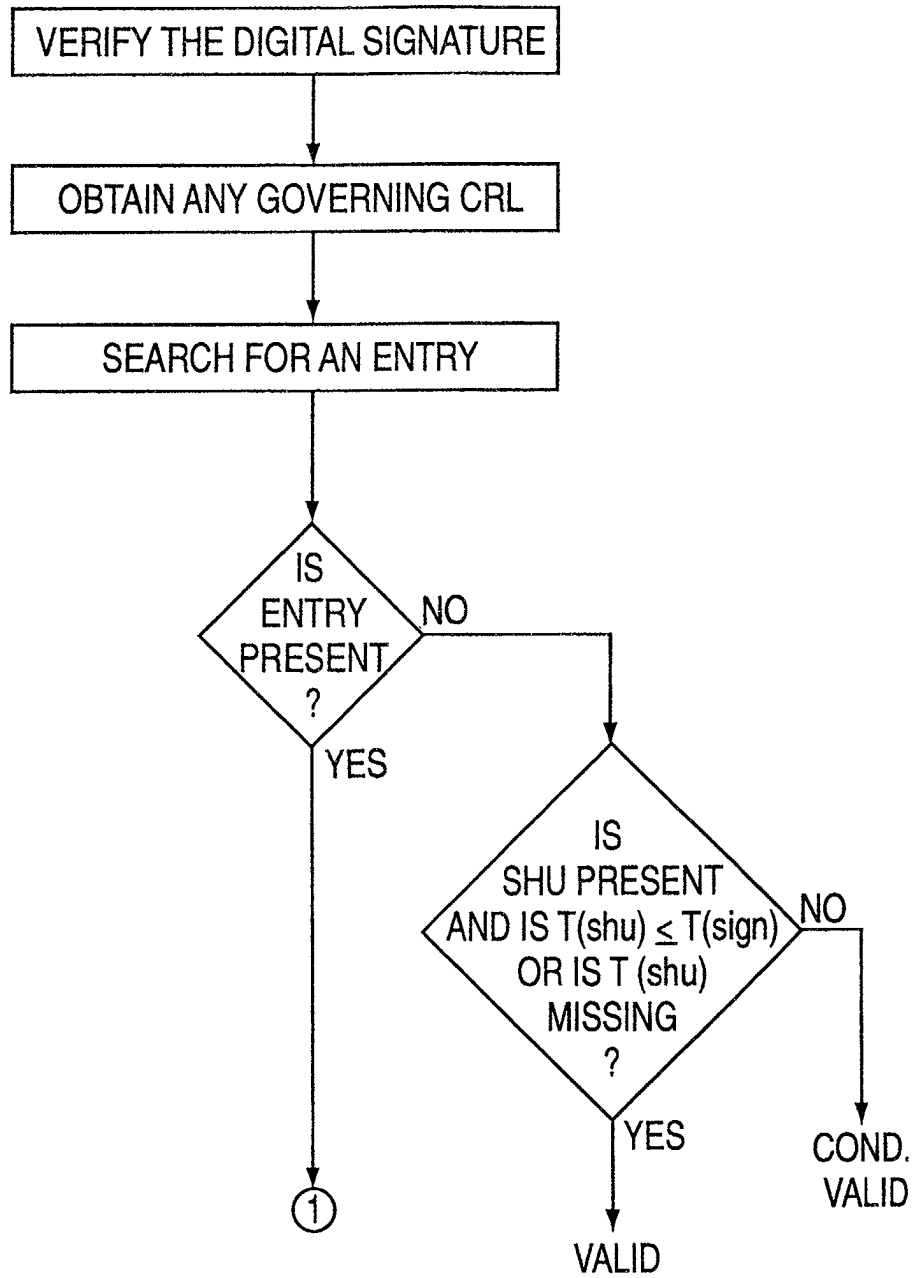 VERIFY THE DIGITAL SIGNATURE
OBTAIN ANY GOVERNING CRL
SEARCH FOR AN ENTRY
IS
ENTRY
PRESENT
?
NO
YES
IS
SHU PRESENT
AND IS T(shu) ≤ T(sign)
OR IS T (shu)
MISSING
?
NO
YES
COND.
VALID
1
VALID